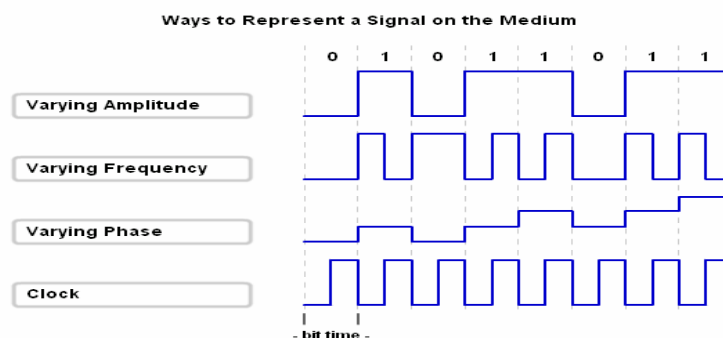 Ways to Represent a Signal on the Medium
0 1 0 1 1 0 1 1
Varying Amplitude
Varying Frequency
Varying Phase
Clock
- bit time -